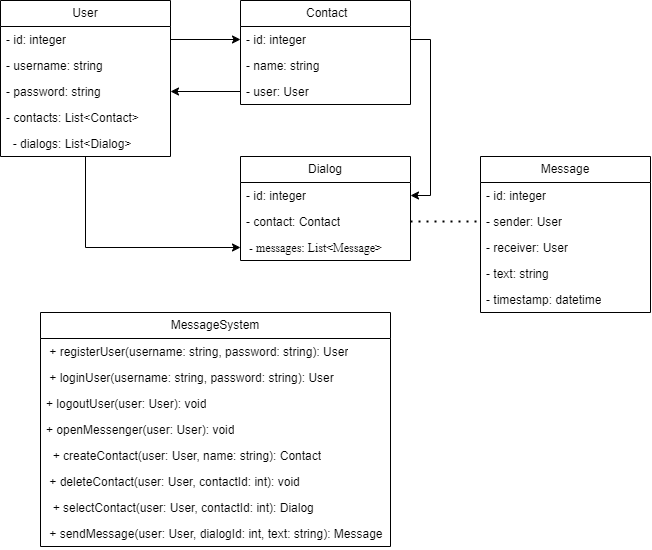 User
- id: integer
- username: string
- password: string
- contacts: List<Contact>
- dialogs: List<Dialog>
Contact
- id: integer
- name: string
- user: User
Dialog
- id: integer
- contact: Contact
- messages: List<Message>
Message
- id: integer
- sender: User
- receiver: User
- text: string
- timestamp: datetime
MessageSystem
+ registerUser(username: string, password: string): User
+ loginUser(username: string, password: string): User
+ logoutUser(user: User): void
+ openMessenger(user: User): void
+ createContact(user: User, name: string): Contact
+ deleteContact(user: User, contactId: int): void
+ selectContact(user: User, contactId: int): Dialog
+ sendMessage(user: User, dialogId: int, text: string): Message